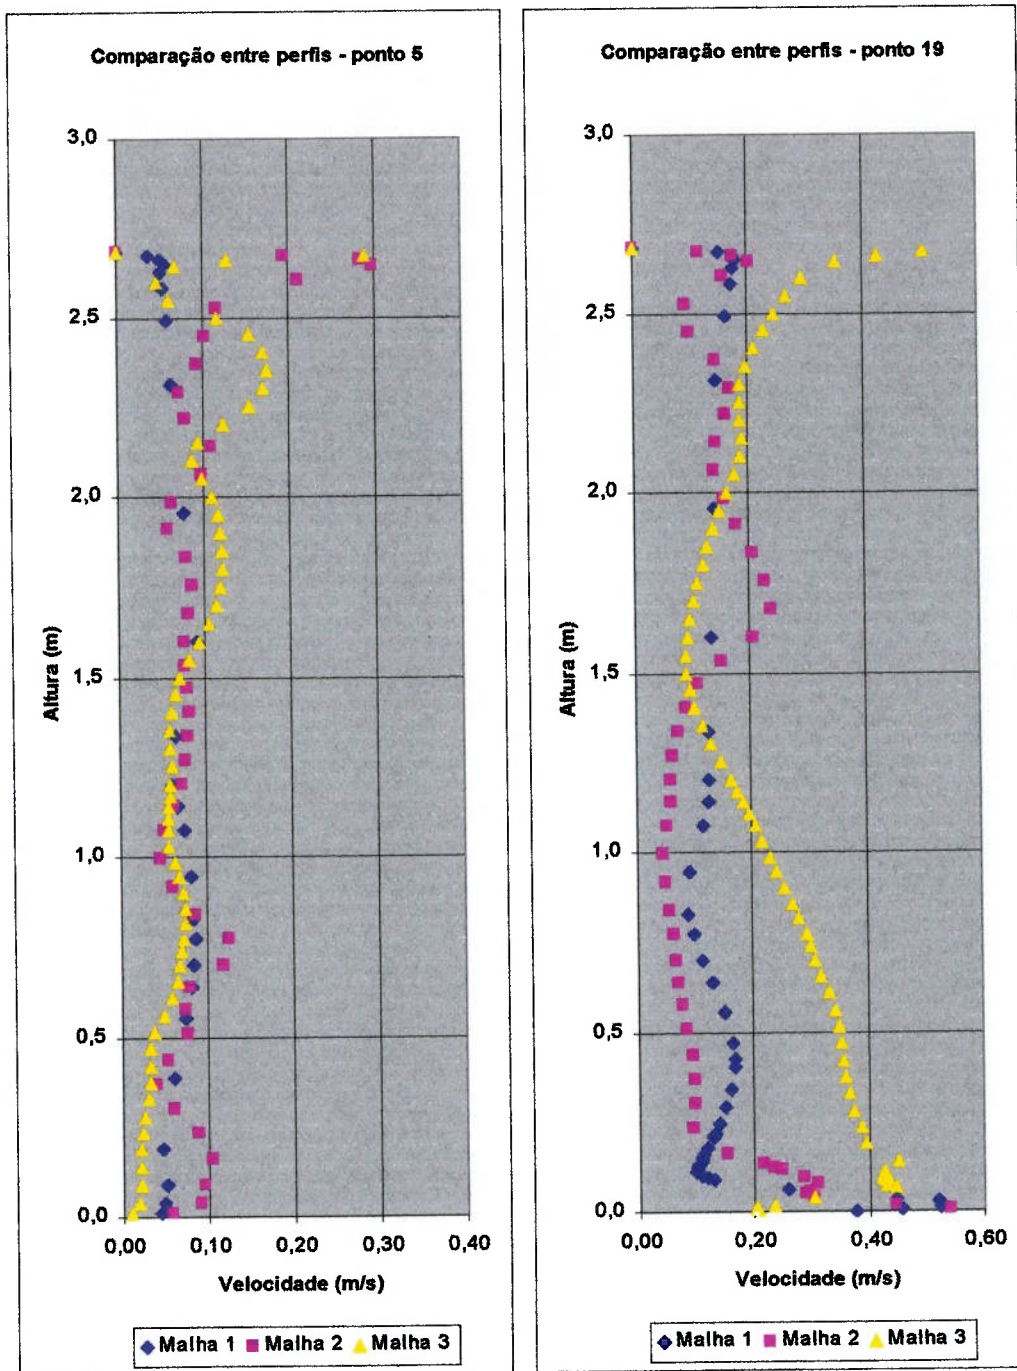 Comparação entre perfis - ponto 5
3,0
2,5
2,0
1,5
1,0
0,5
0,0
Altura (m)
0,00 0,10 0,20 0,30 0,40
Velocidade (m/s)
Malha 1 Malha 2 Malha 3
Comparação entre perfis - ponto 19
3,0
2,5
2,0
1,5
1,0
0,5
0,0
Altura (m)
0,00 0,20 0,40 0,60
Velocidade (m/s)
Malha 1 Malha 2 Malha 3